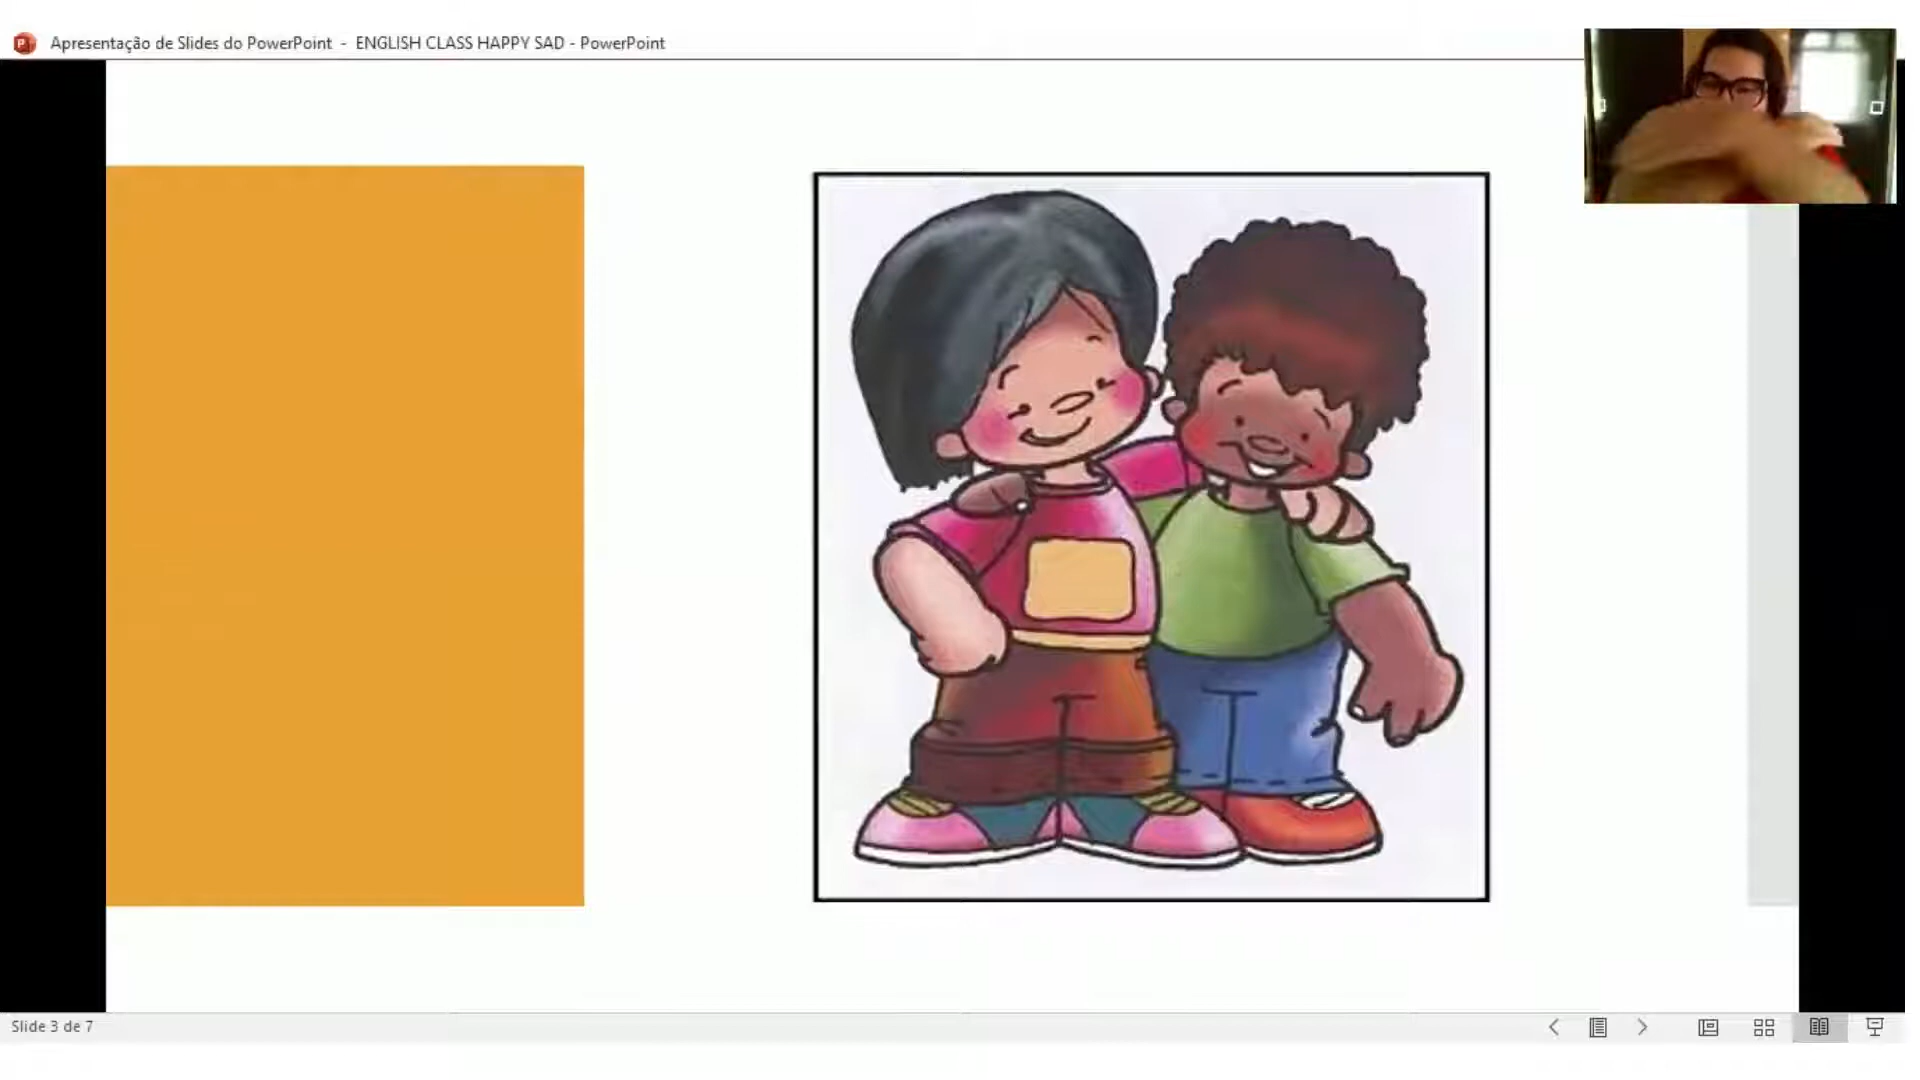 Apresentação de Slides do PowerPoint - ENGLISH CLASS HAPPY SAD - PowerPoint
Slide 3 de 7